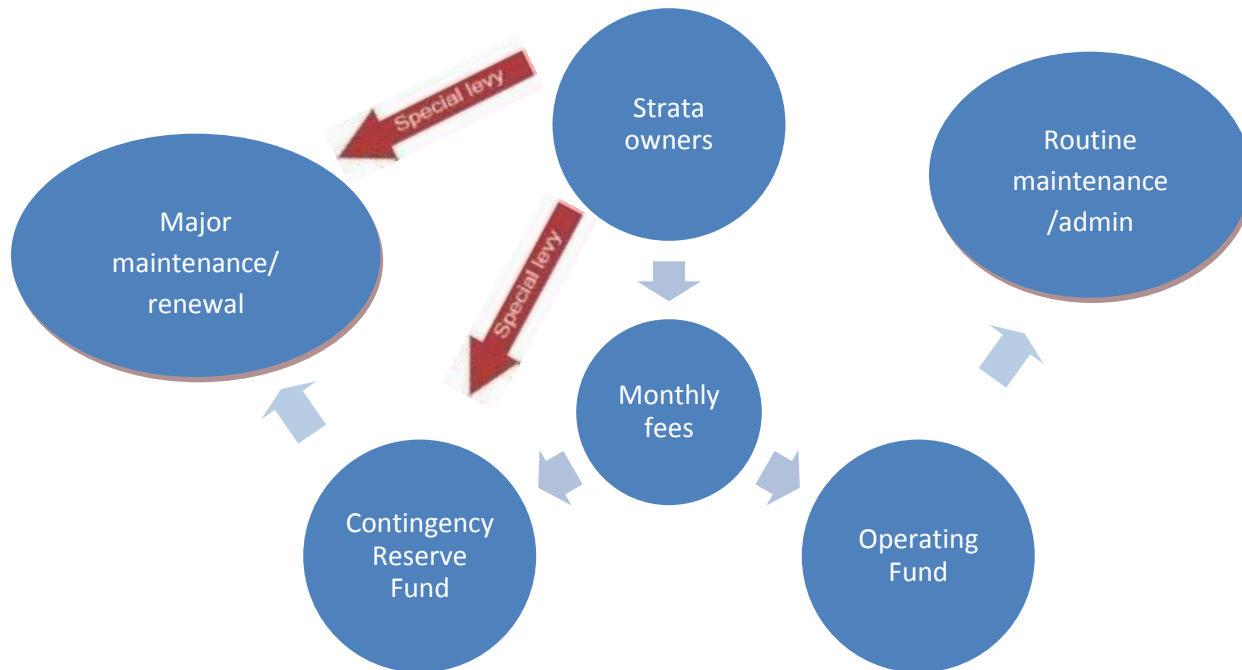 Special levy
Strata
owners
Routine
maintenance
/admin
Major
maintenance/
renewal
Special levy
Monthly
fees
Contingency
Reserve
Fund
Operating
Fund